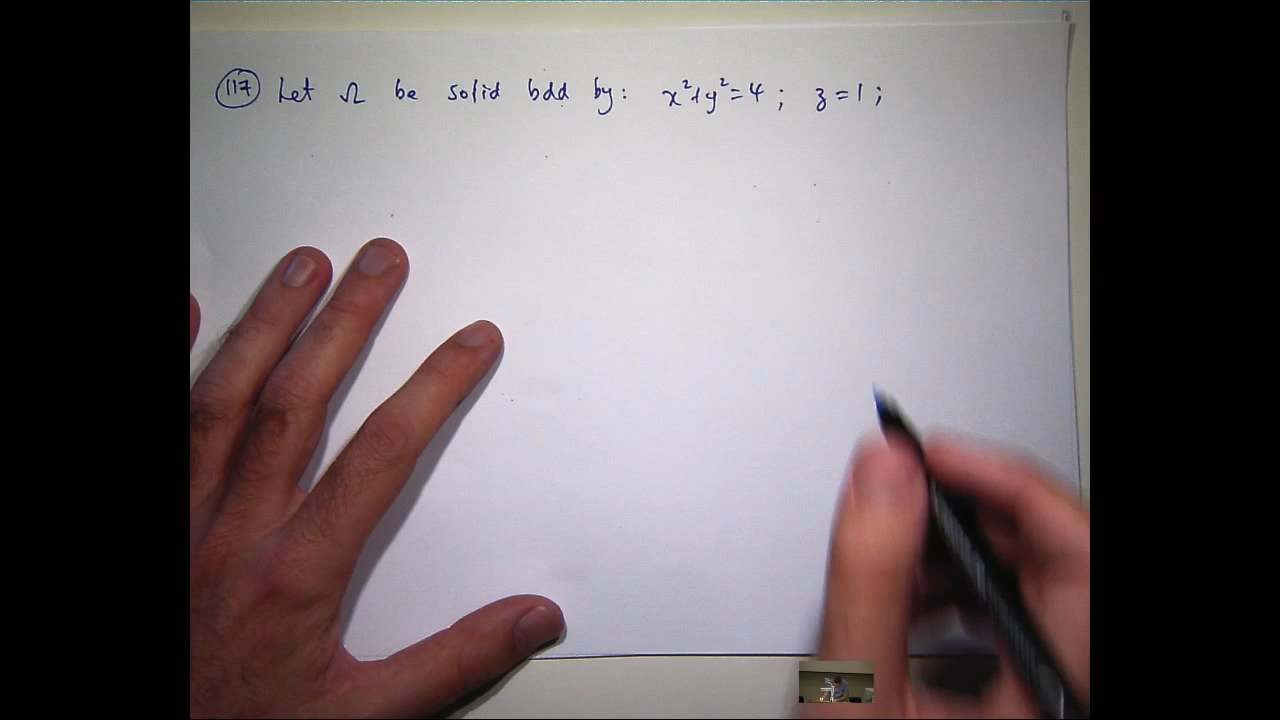 (117) Let Ω be solid bdd by: x²+y²=4; z=1;